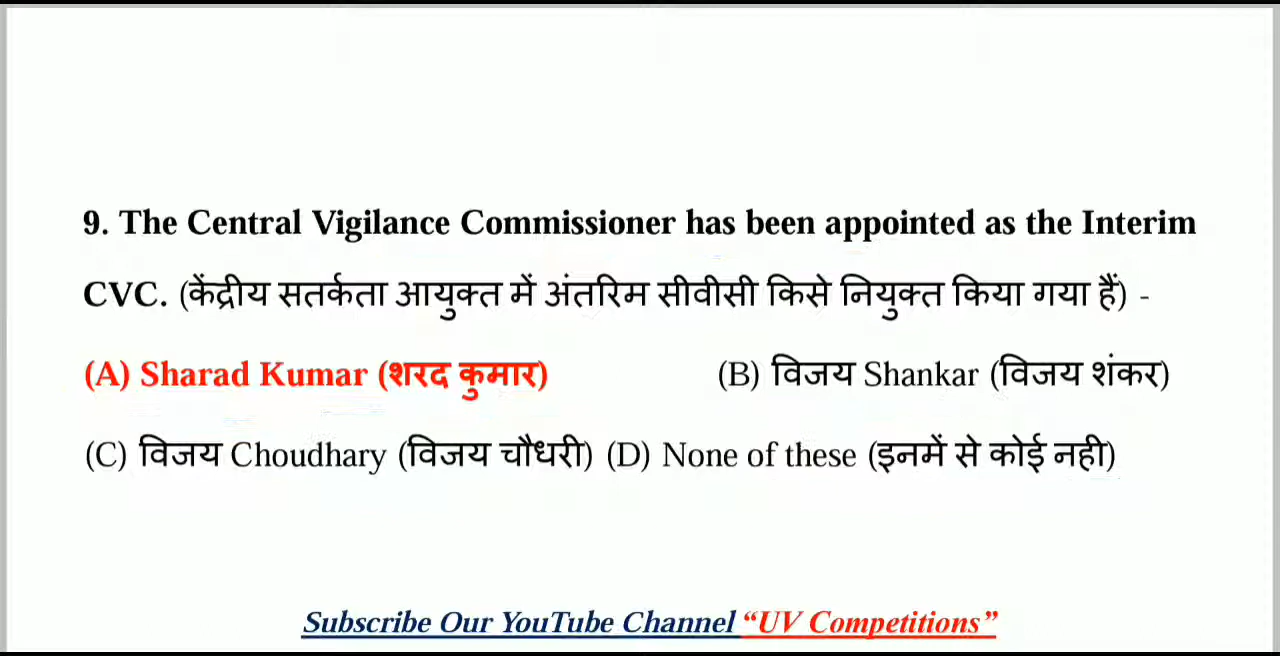 9. The Central Vigilance Commissioner has been appointed as the Interim
CVC. (केंद्रीय सतर्कता आयुक्त में अंतरिम सीवीसी किसे नियुक्त किया गया हैं) -
(A) Sharad Kumar (शरद कुमार) (B) विजय Shankar (विजय शंकर)
(C) विजय Choudhary (विजय चौधरी) (D) None of these (इनमें से कोई नही)
Subscribe Our YouTube Channel “UV Competitions”